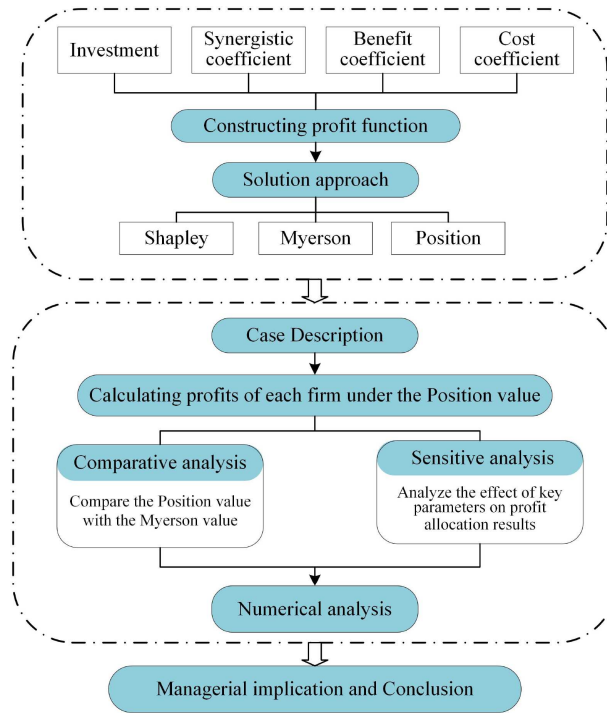 Investment
Synergistic
coefficient
Benefit
coefficient
Cost
coefficient
Constructing profit function
Solution approach
Shapley
Myerson
Position
Case Description
Calculating profits of each firm under the Position value
Comparative analysis
Compare the Position value
with the Myerson value
Sensitive analysis
Analyze the effect of key
parameters on profit
allocation results
Numerical analysis
Managerial implication and Conclusion